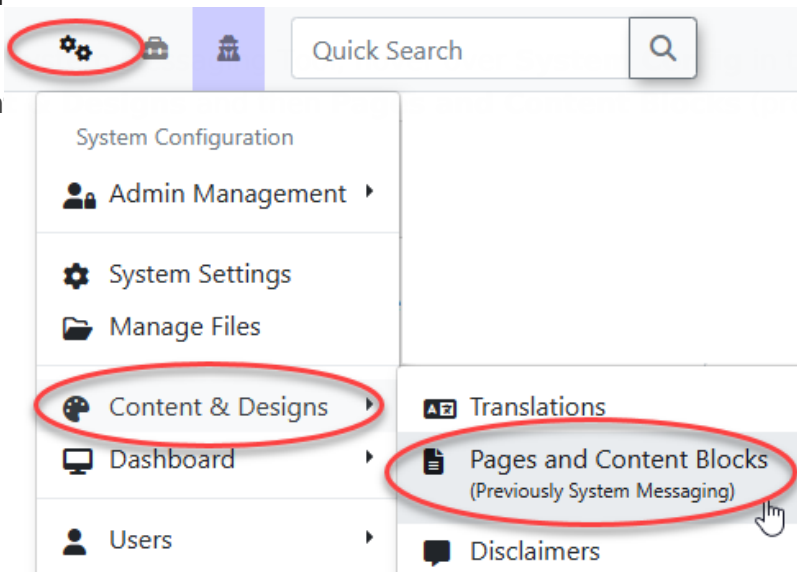 Quick Search
System Configuration
Admin Management
System Settings
Manage Files
Content & Designs
Translations
Dashboard
Pages and Content Blocks
(Previously System Messaging)
Users
Disclaimers